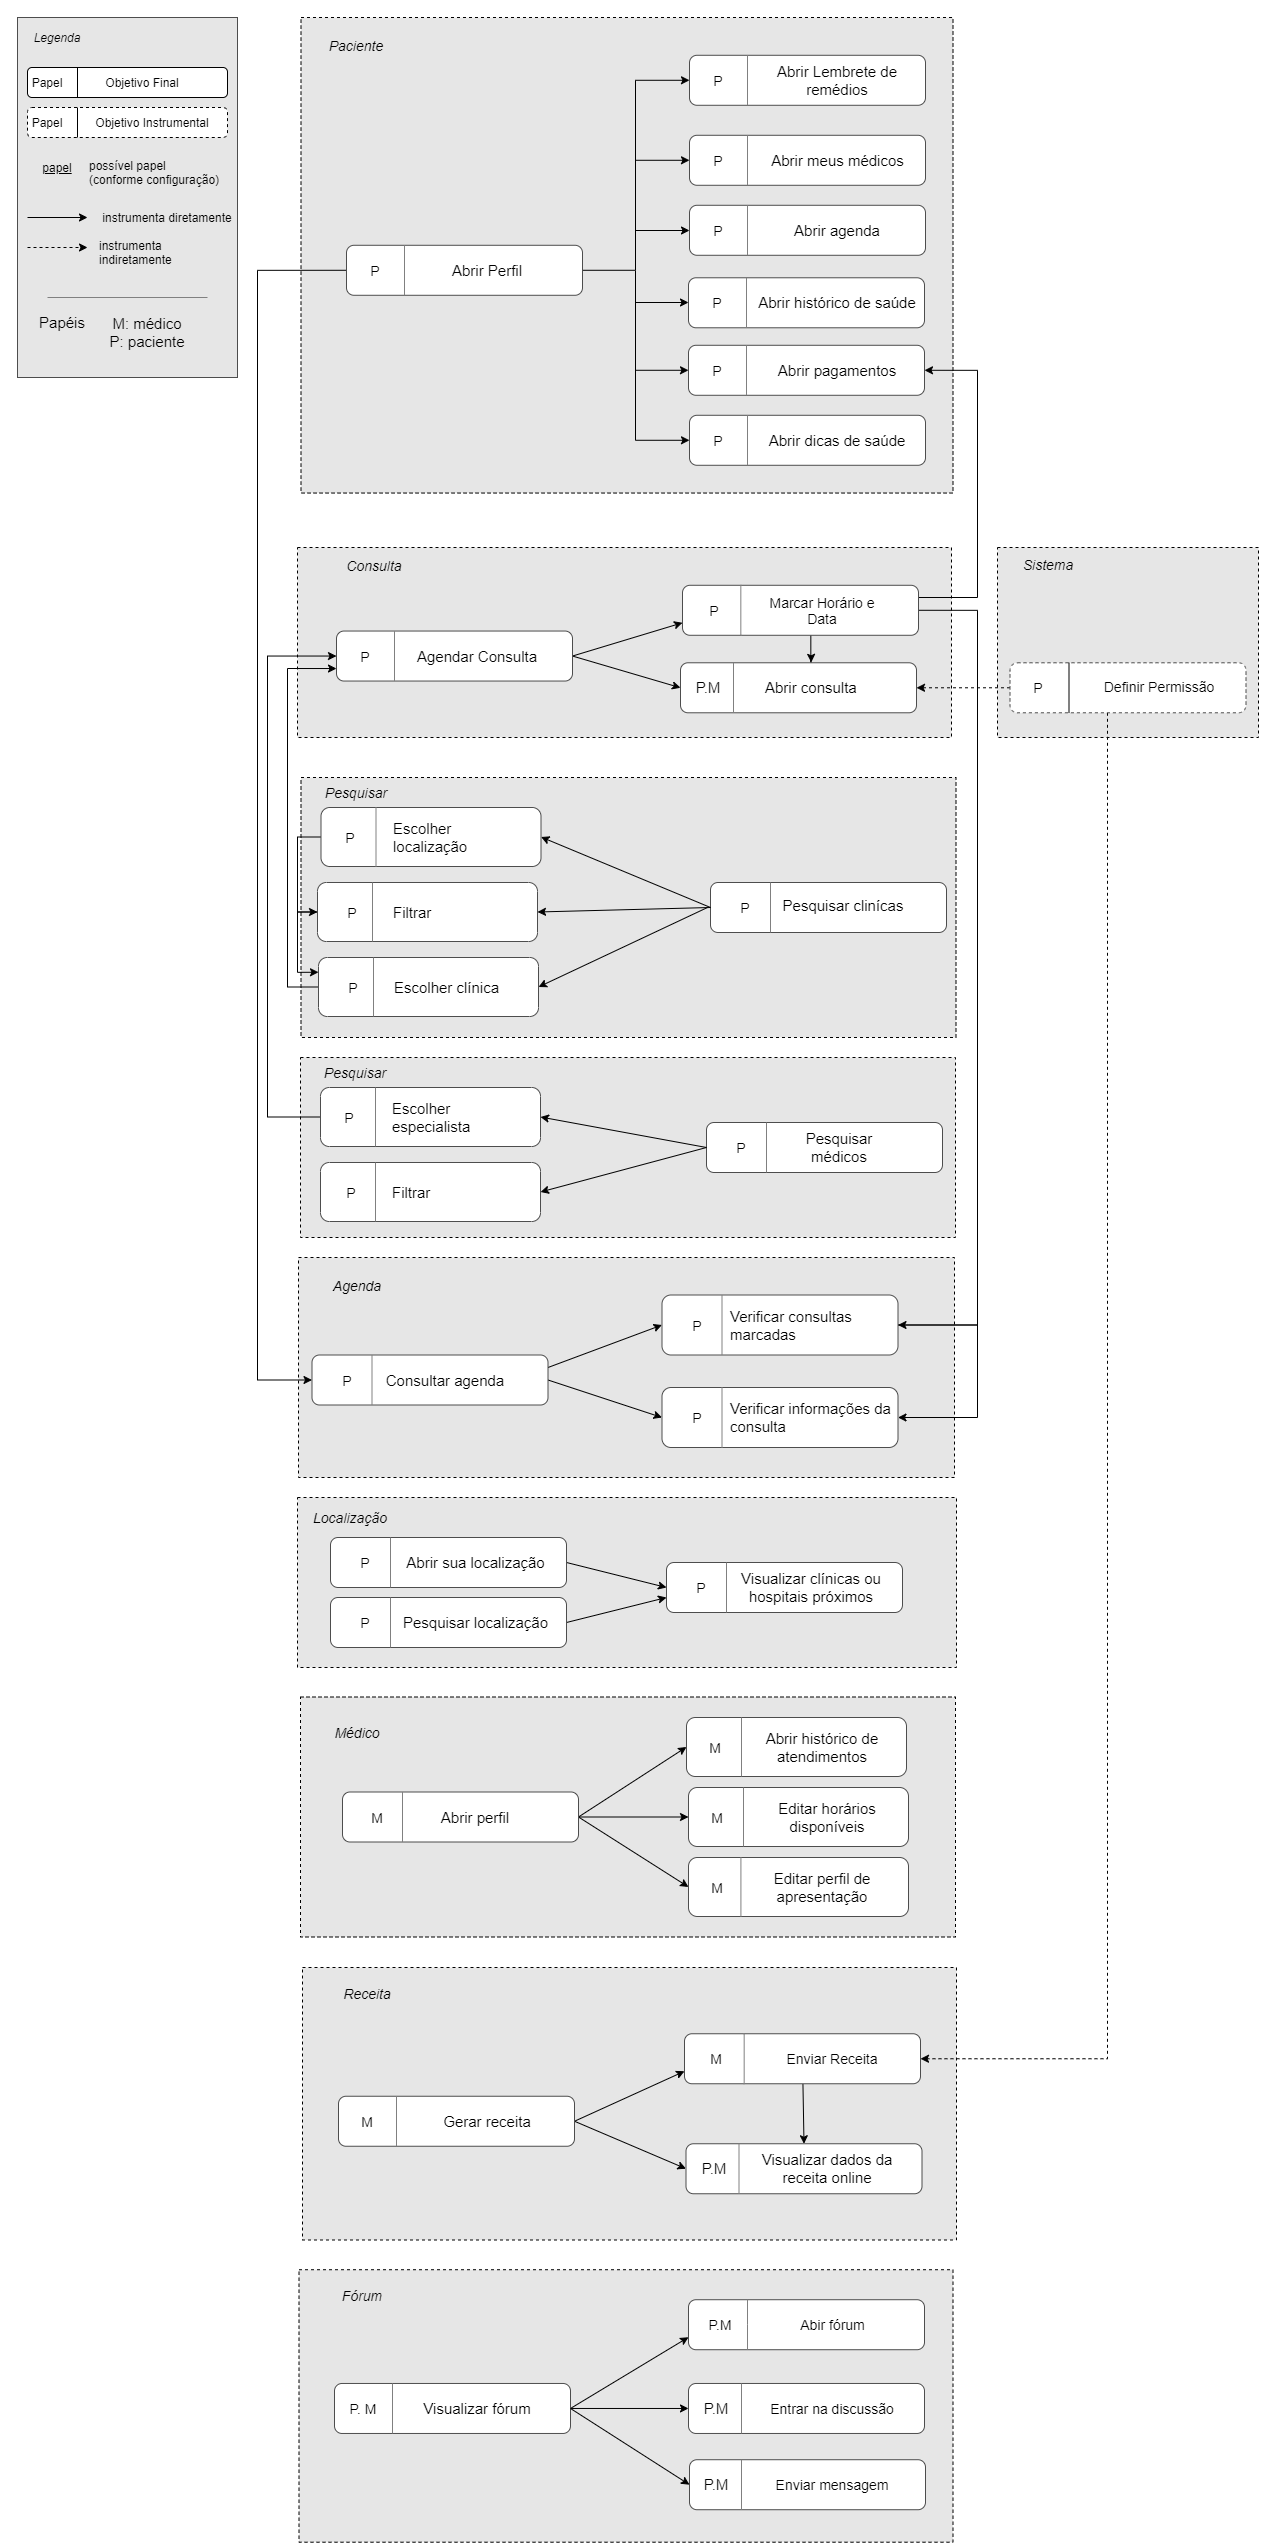 Legenda
Papel
Objetivo Final
Papel
Objetivo Instrumental
papel
possível papel
(conforme configuração)
instrumenta diretamente
instrumenta
indiretamente
Papéis
M: médico
P: paciente
Paciente
P
Abrir Perfil
P
Abrir Lembrete de
remédios
P
Abrir meus médicos
P
Abrir agenda
P
Abrir histórico de saúde
P
Abrir pagamentos
P
Abrir dicas de saúde
Consulta
P
Agendar Consulta
P
Marcar Horário e
Data
P.M
Abrir consulta
Sistema
P
Definir Permissão
Pesquisar
P
Escolher
localização
P
Filtrar
P
Escolher clínica
P
Pesquisar clinícas
Pesquisar
P
Escolher
especialista
P
Filtrar
P
Pesquisar
médicos
Agenda
P
Consultar agenda
P
Verificar consultas
marcadas
P
Verificar informações da
consulta
Localização
P
Abrir sua localização
P
Pesquisar localização
P
Visualizar clínicas ou
hospitais próximos
Médico
M
Abrir perfil
M
Abrir histórico de
atendimentos
M
Editar horários
disponíveis
M
Editar perfil de
apresentação
Receita
M
Gerar receita
M
Enviar Receita
P.M
Visualizar dados da
receita online
Fórum
P. M
Visualizar fórum
P.M
Abir fórum
P.M
Entrar na discussão
P.M
Enviar mensagem